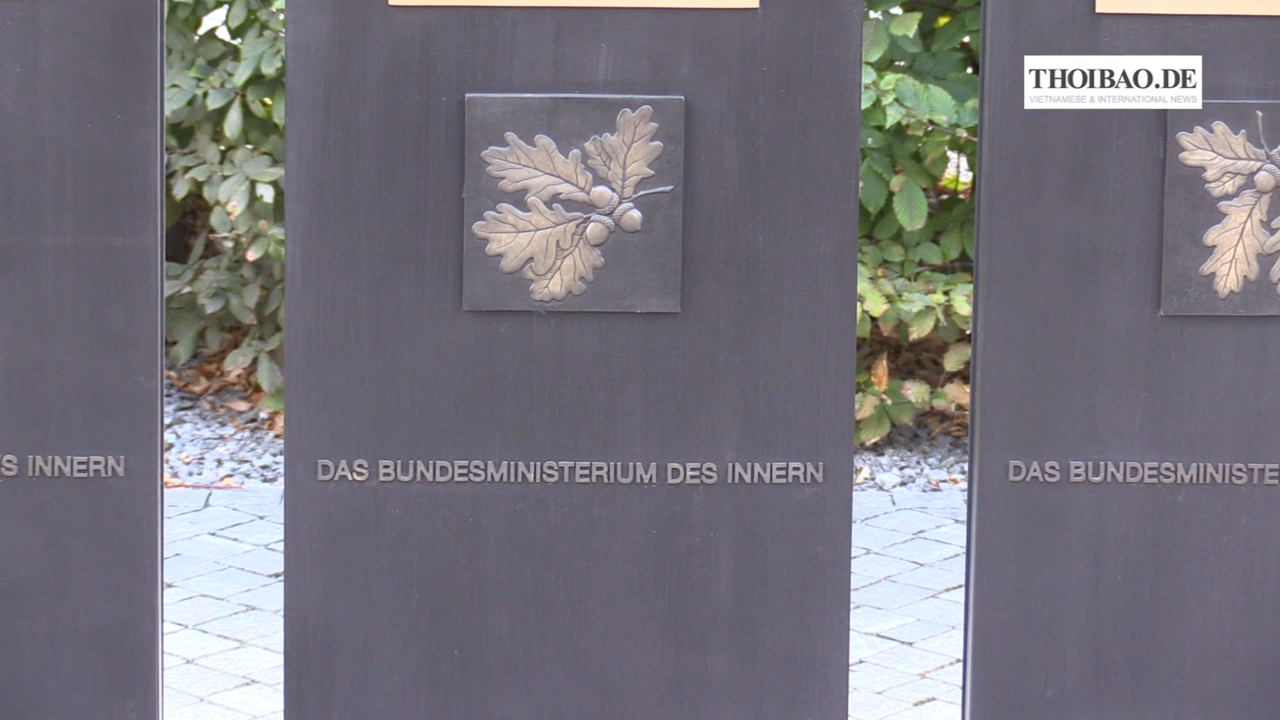 THOIBAO.DE
VIETNAMESE & INTERNATIONAL NEWS
S INNERN
DAS BUNDESMINISTERIUM DES INNERN
DAS BUNDESMINISTE